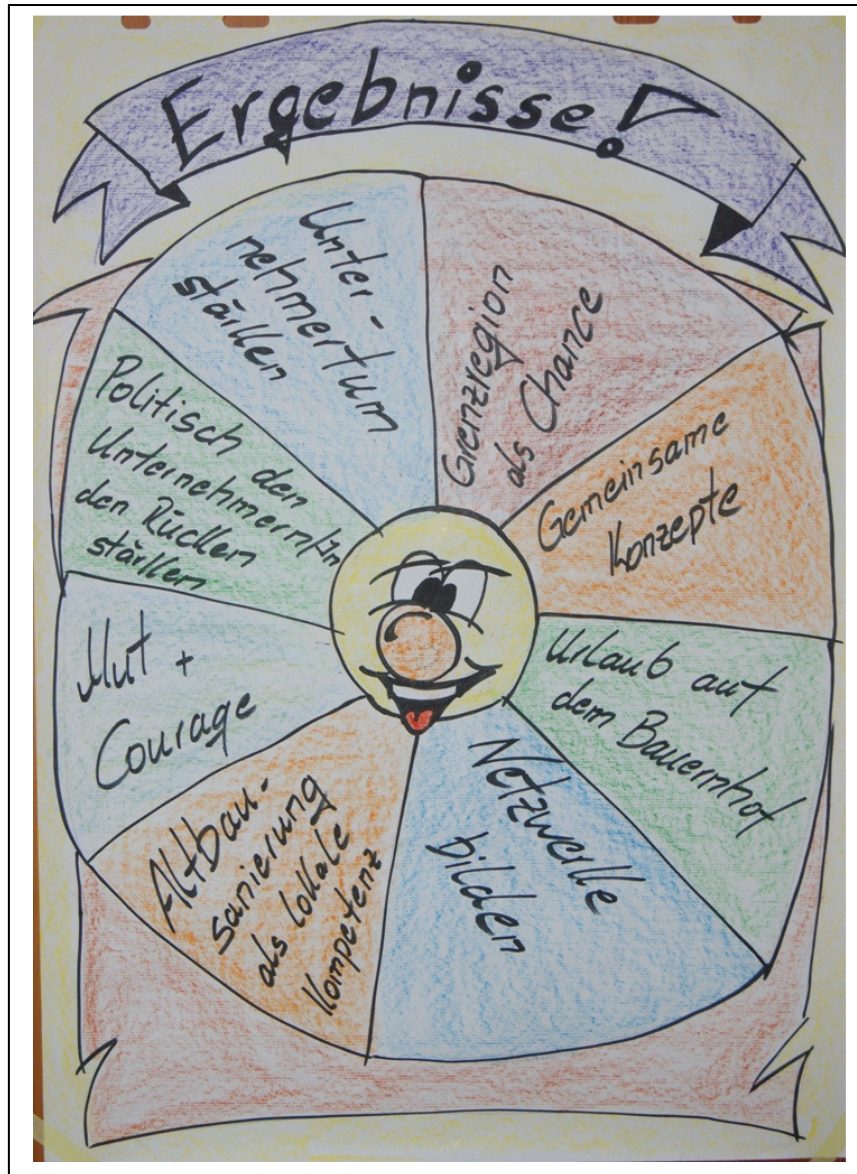 Ergebnisse!
Unter-
nehmertum
stärken
Grenzregion
als Chance
Gemeinsame
Konzepte
Urlaub auf
dem Bauernhof
Netzwerke
bilden
Altbau-
sanierung
als lokale
Kompetenz
Mut +
Courage
Politisch den
Unternehmern/In
den Rücken
stärken